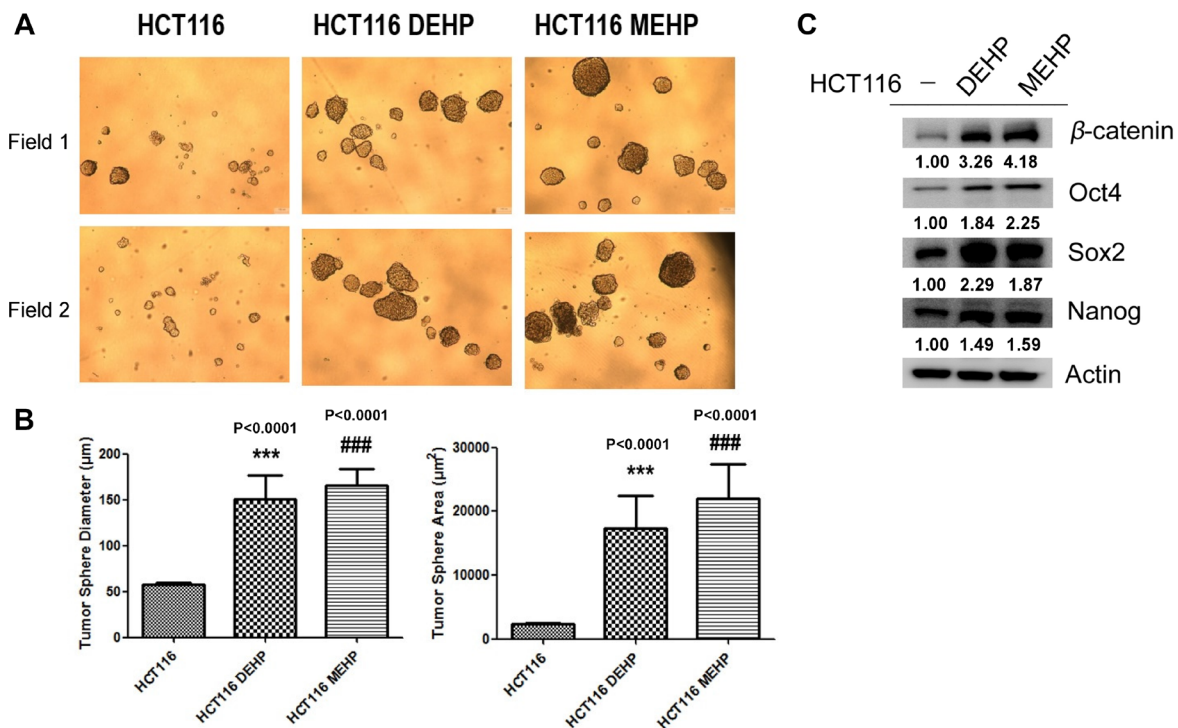 A
HCT116
HCT116 DEHP
HCT116 MEHP
Field 1
Field 2
B
P<0.0001
***
P<0.0001
###
Tumor Sphere Diameter (μm)
200
150
100
50
0
HCT116
HCT116 DEHP
HCT116 MEHP
P<0.0001
***
P<0.0001
###
Tumor Sphere Area (μm²)
30000
20000
10000
0
HCT116
HCT116 DEHP
HCT116 MEHP
C
HCT116 – DEHP MEHP
β-catenin
1.00 3.26 4.18
Oct4
1.00 1.84 2.25
Sox2
1.00 2.29 1.87
Nanog
1.00 1.49 1.59
Actin